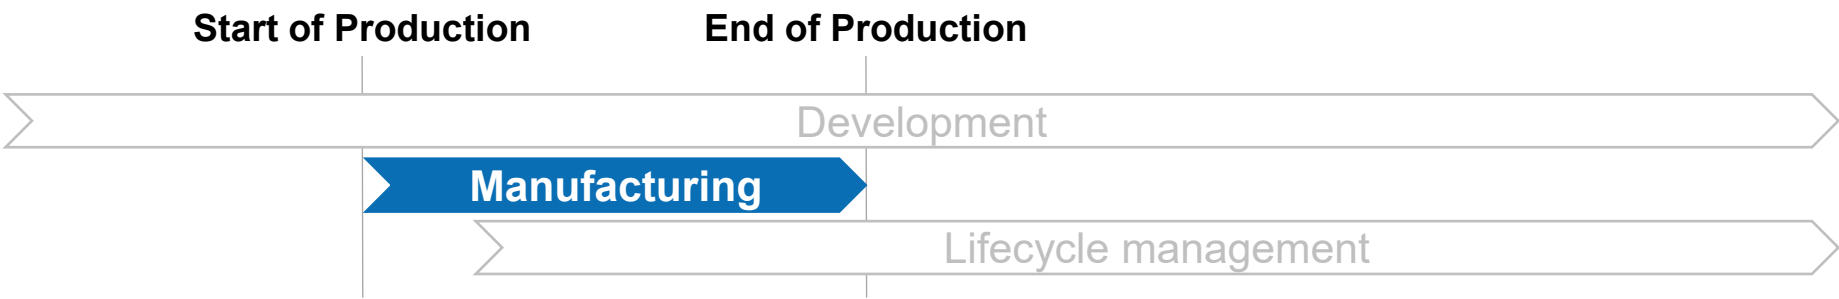 Start of Production
End of Production
Development
Manufacturing
Lifecycle management